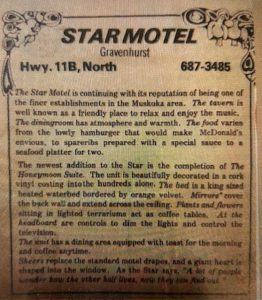 STAR MOTEL
Gravenhurst
Hwy. 11B, North 687-3485
The Star Motel is continuing with its reputation of being one of
the finer establishments in the Muskoka area. The tavern is
well known as a friendly place to relax and enjoy the music.
The diningroom has atmosphere and warmth. The food varies
from the lowly hamburger that would make McDonald's
envious, to spareribs prepared with a special sauce to a
seafood platter for two.
The newest addition to the Star is the completion of The
Honeymoon Suite. The unit is beautifully decorated in a cork
vinyl costing into the hundreds alone. The bed is a king sized
heated waterbed bordered by orange velvet. Mirrors cover
the back wall and extend across the ceiling. Plants and flowers
sitting in lighted terrariums act as coffee tables. At the
headboard are controls to dim the lights and control the
television.
The unit has a dining area equipped with toast for the morning
and coffee anytime.
Sheers replace the standard motel drapes, and a giant heart is
shaped into the window. As the Star says, "A lot of people
wonder how the other half lives, now they can find out